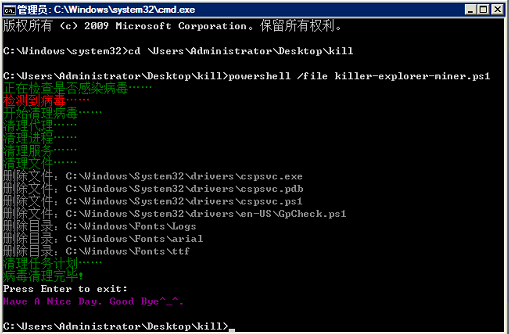 管理员: C:\Windows\system32\cmd.exe
版权所有 (c) 2009 Microsoft Corporation。保留所有权利。
C:\Windows\system32>cd \Users\Administrator\Desktop\kill
C:\Users\Administrator\Desktop\kill>powershell /file killer-explorer-miner.ps1
正在检查是否感染病毒……
检测到病毒……
开始清理病毒……
清理代理……
清理进程……
清理服务……
清理文件……
删除文件: C:\Windows\System32\drivers\cspsvc.exe
删除文件: C:\Windows\System32\drivers\cspsvc.pdb
删除文件: C:\Windows\System32\drivers\cspsvc.ps1
删除文件: C:\Windows\System32\drivers\en-US\GpCheck.ps1
删除目录: C:\Windows\Fonts\Logs
删除目录: C:\Windows\Fonts\arial
删除目录: C:\Windows\Fonts\ttf
清理任务计划……
病毒清理完毕!
Press Enter to exit:
Have A Nice Day. Good Bye^_^.
C:\Users\Administrator\Desktop\kill>